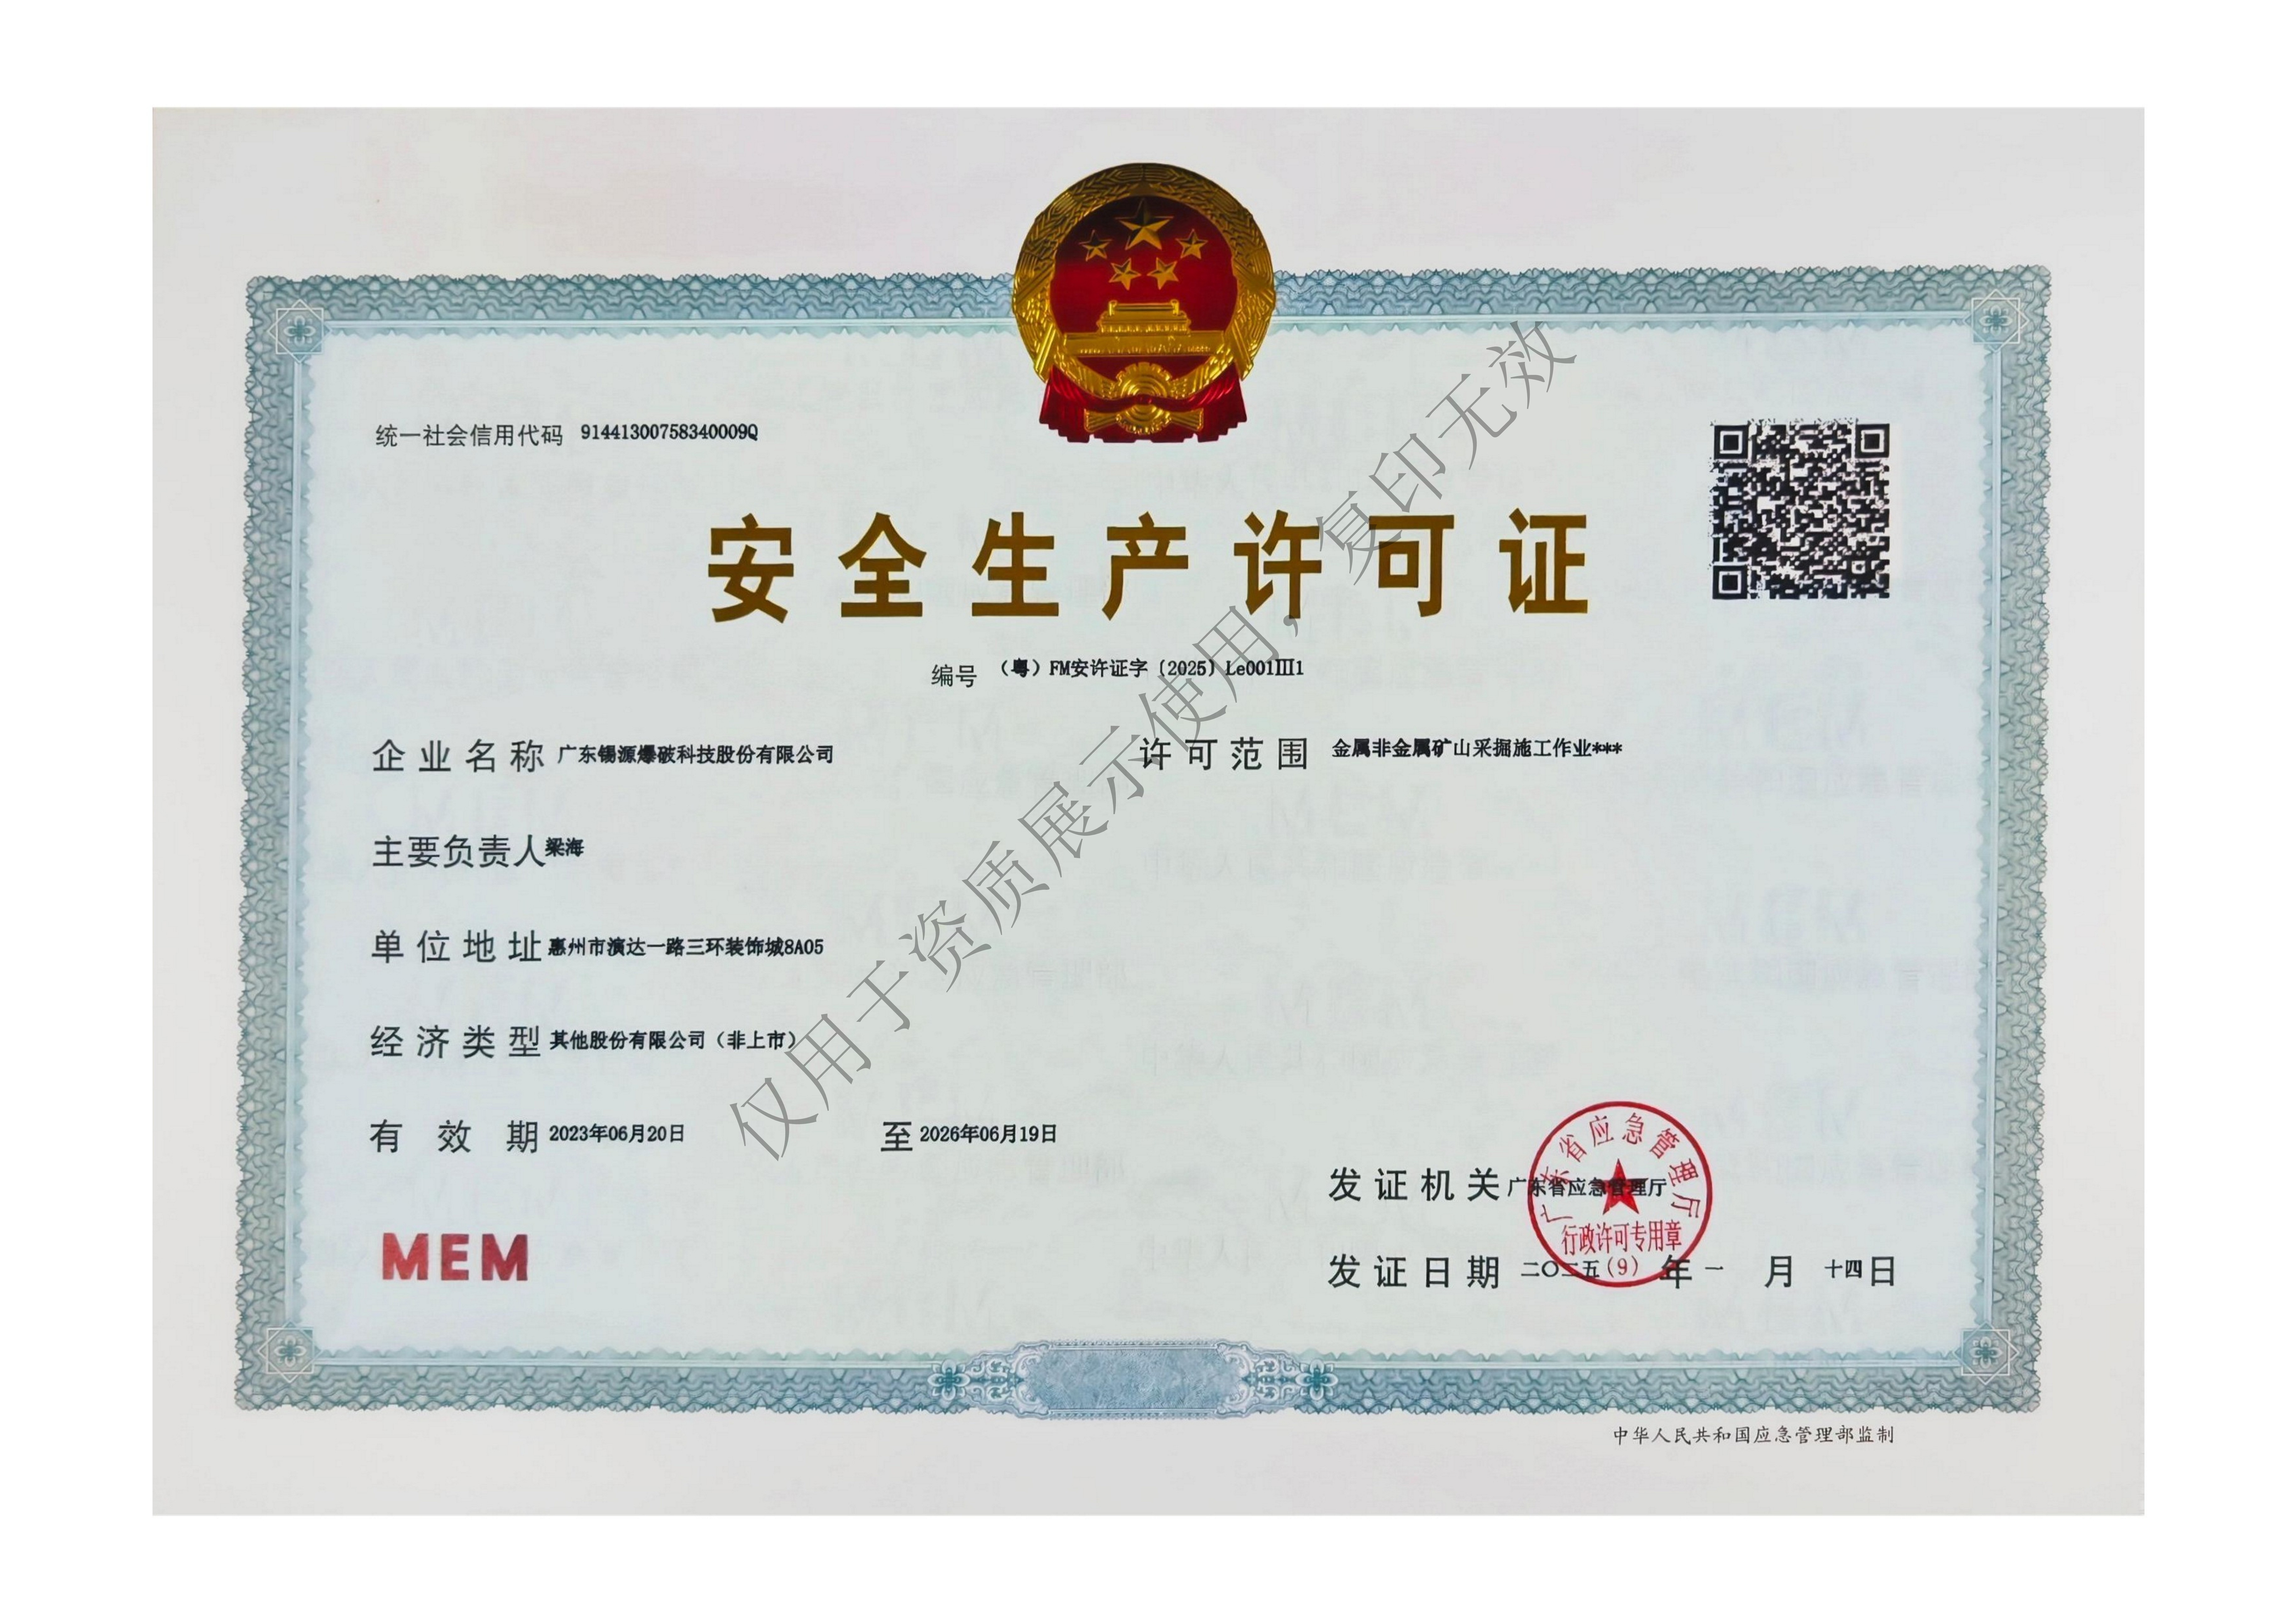 统一社会信用代码 91441300758340009Q
安全生产许可证
编号 （粤）FM安许证字〔2025〕Le001Ⅲ1
企业名称 广东锡源爆破科技股份有限公司
许可范围 金属非金属矿山采掘施工作业***
主要负责人 梁海
单位地址 惠州市演达一路三环装饰城8A05
经济类型 其他股份有限公司（非上市）
有效期 2023年06月20日 至 2026年06月19日
发证机关 广东省应急管理厅
发证日期 二〇二五年一月十四日
广东省应急管理厅
行政许可专用章
(9)
MEM
中华人民共和国应急管理部监制
仅用于资质展示使用，复印无效